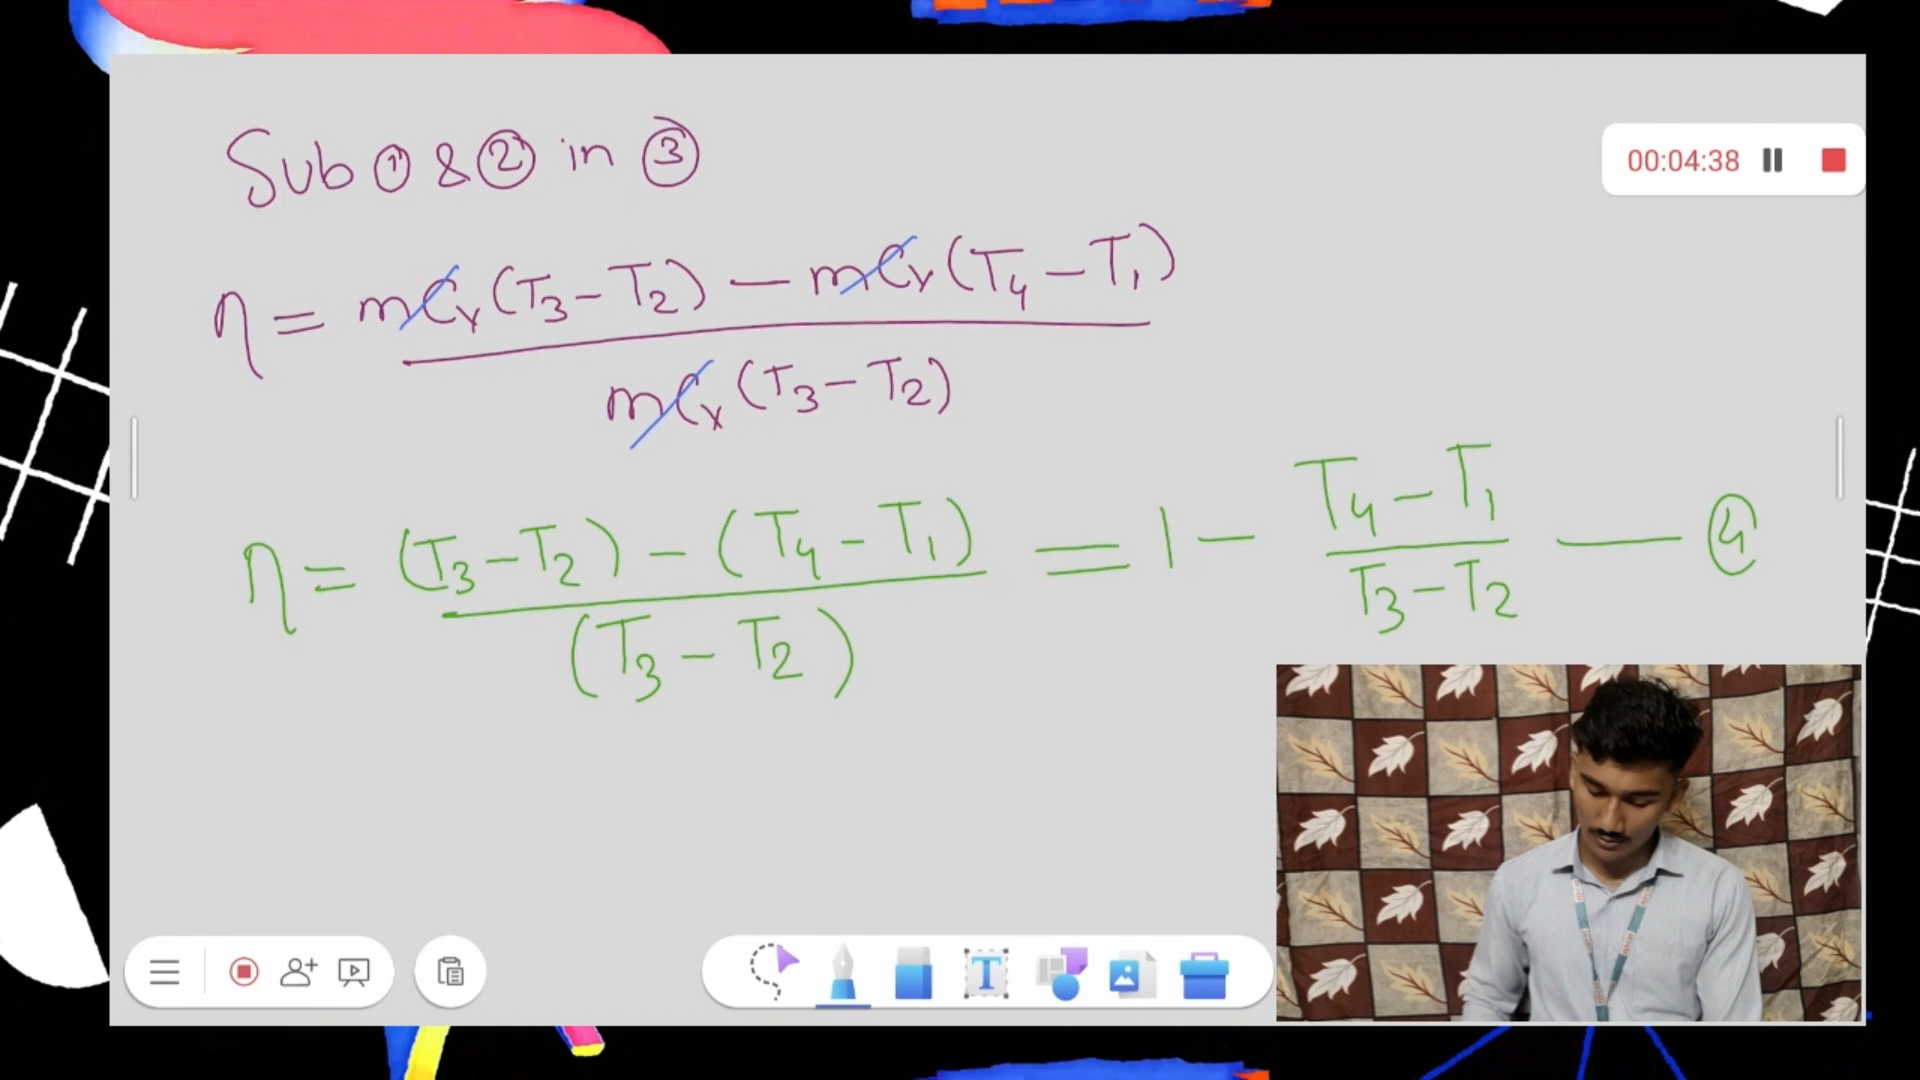 Sub ① & ② in ③
00:04:38
η = mCv(T3 - T2) - mCv(T4 - T1)
mCv(T3 - T2)
η = (T3 - T2) - (T4 - T1) = 1 - T4 - T1 — ④
(T3 - T2) T3 - T2
T